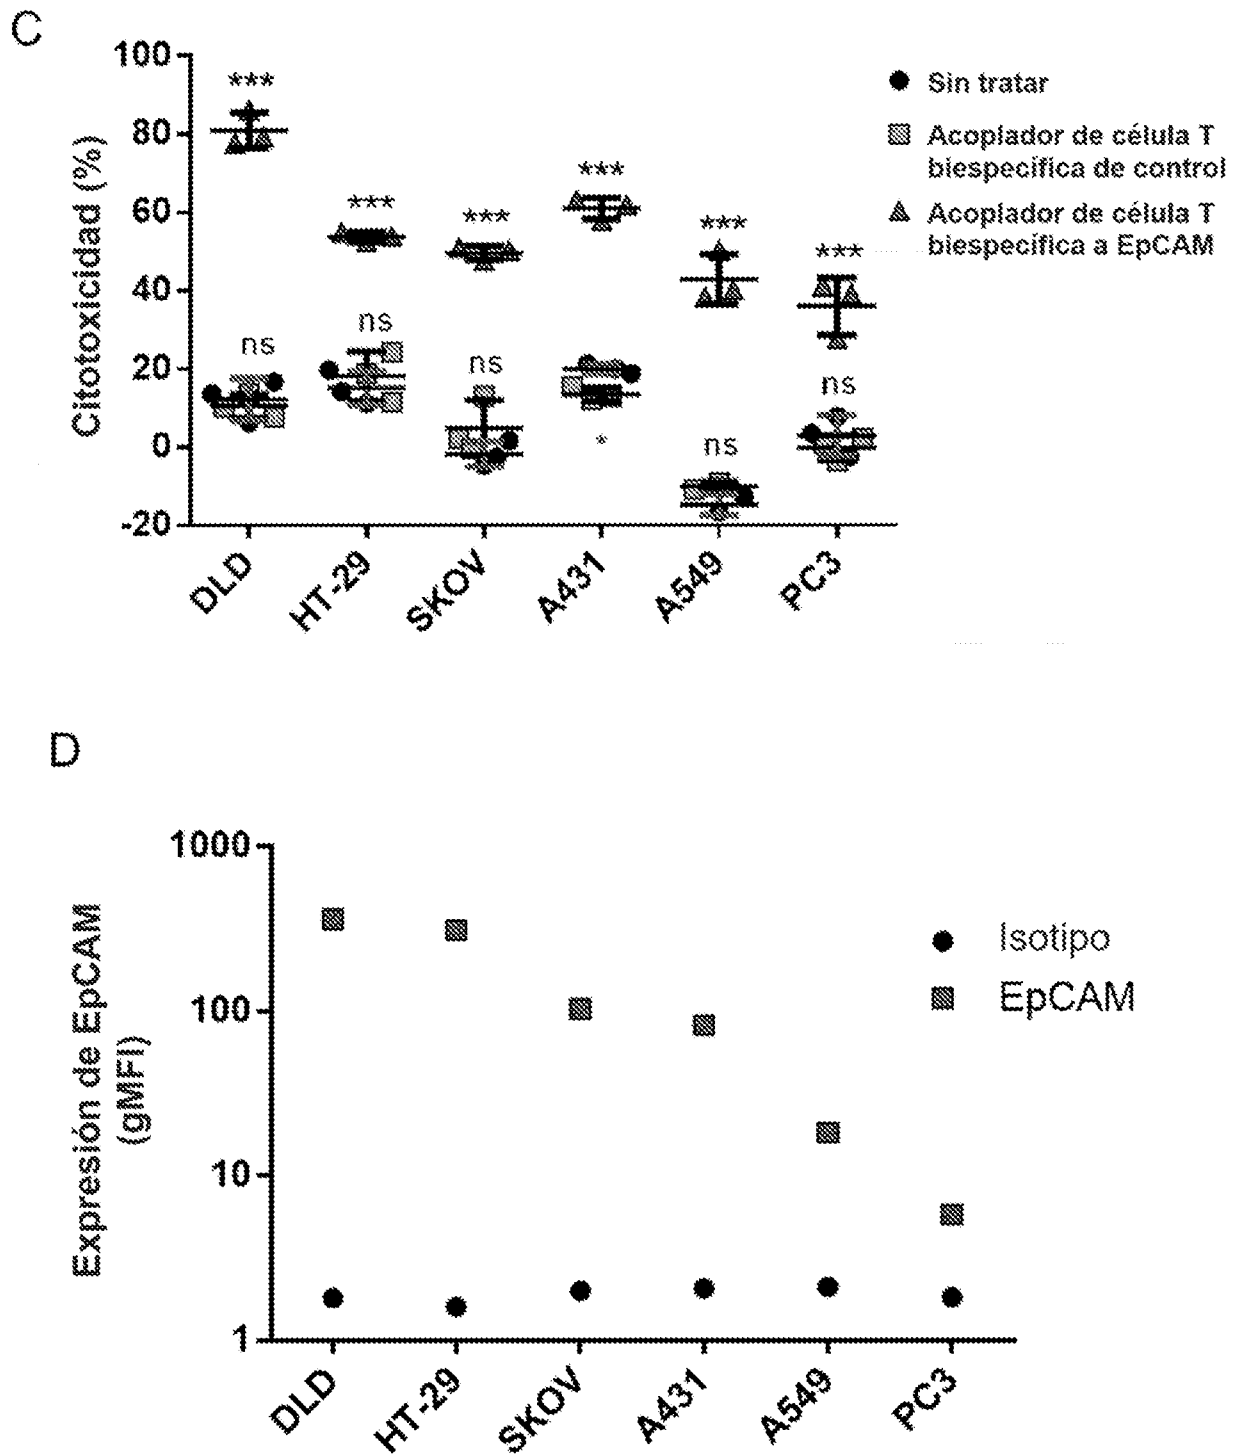 C
Citotoxicidad (%)
100
80
60
40
20
0
-20
***
***
***
***
***
***
ns
ns
ns
*
ns
ns
DLD
HT-29
SKOV
A431
A549
PC3
Sin tratar
Acoplador de célula T
biespecífica de control
Acoplador de célula T
biespecífica a EpCAM
D
Expresión de EpCAM
(gMFI)
1000
100
10
1
DLD
HT-29
SKOV
A431
A549
PC3
Isotipo
EpCAM